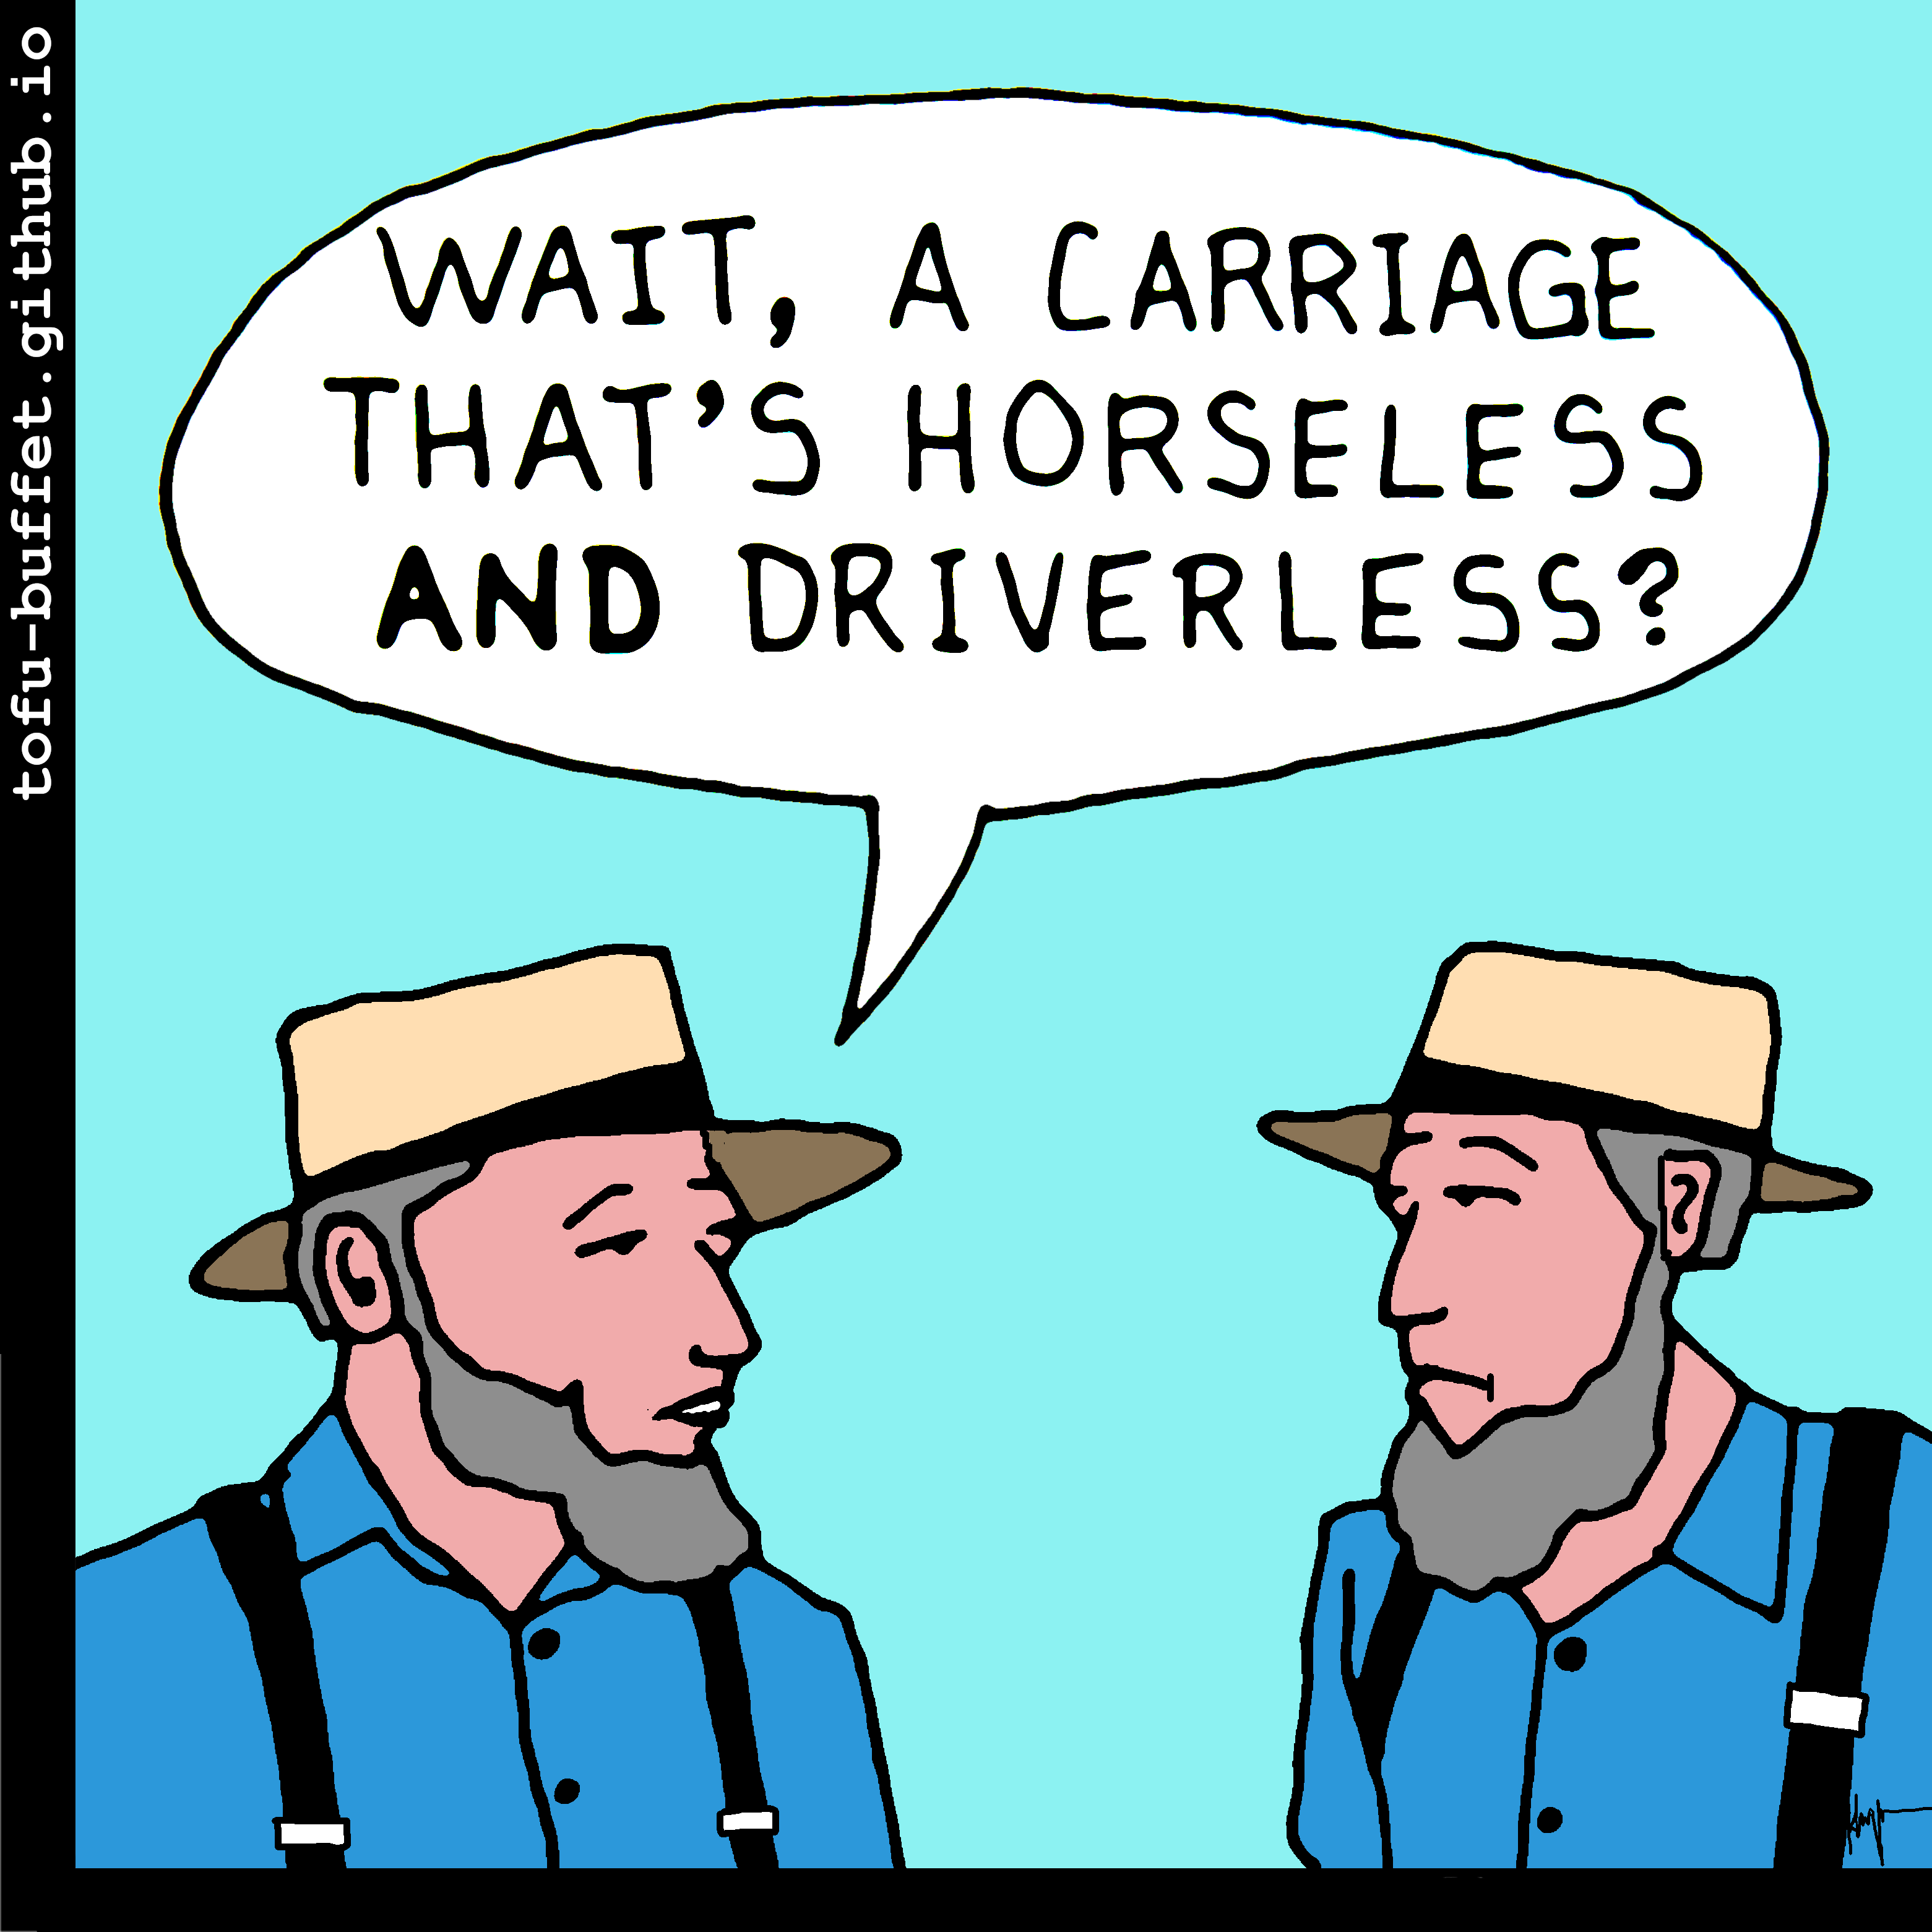 tofu-buffet.github.io
WAIT, A CARRIAGE
THAT'S HORSELESS
AND DRIVERLESS?